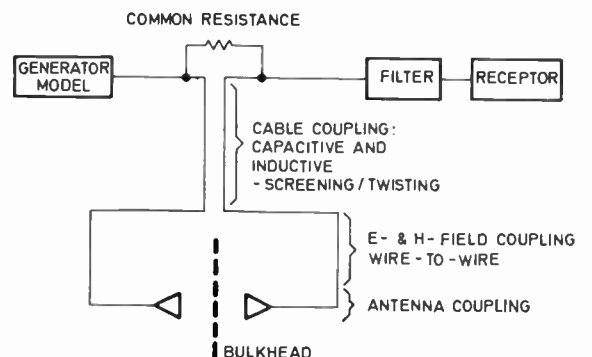 COMMON RESISTANCE
GENERATOR
MODEL
FILTER
RECEPTOR
CABLE COUPLING:
CAPACITIVE AND
INDUCTIVE
- SCREENING/TWISTING
E- & H- FIELD COUPLING
WIRE-TO-WIRE
ANTENNA COUPLING
BULKHEAD